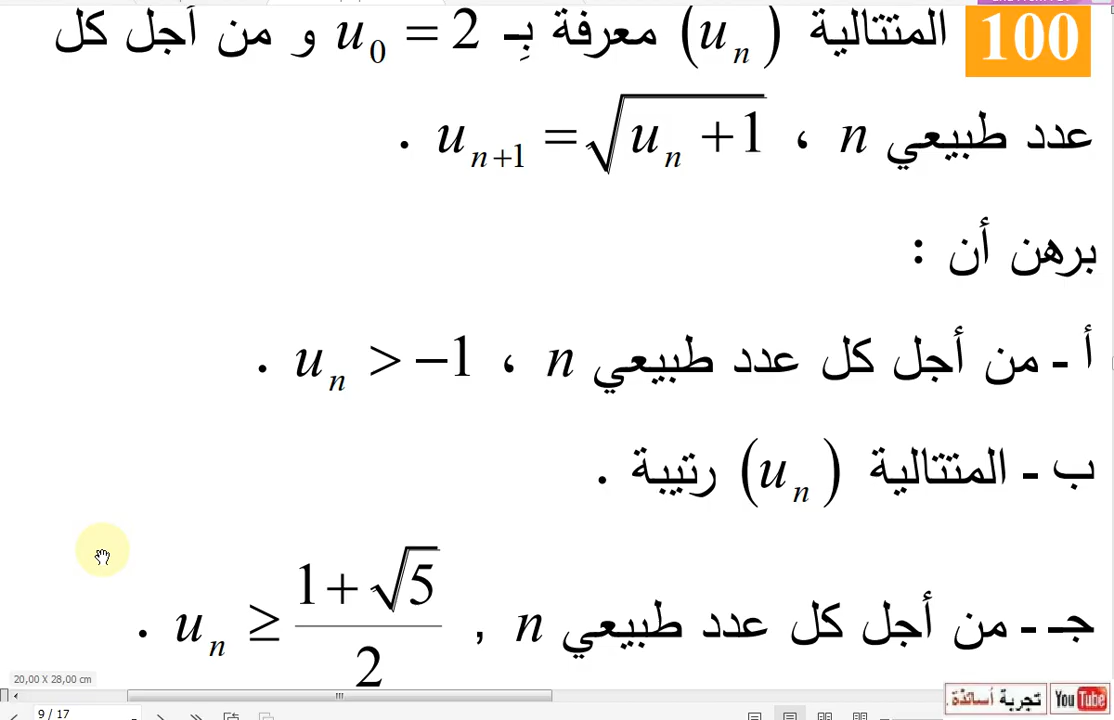 100 المتتالية (u_n) معرفة بِـ u_0 = 2 و من أجل كل
عدد طبيعي n ، u_{n+1} = √(u_n + 1) .
برهن أن :
أ - من أجل كل عدد طبيعي n ، u_n > -1 .
ب - المتتالية (u_n) رتيبة .
جـ - من أجل كل عدد طبيعي n , u_n ≥ (1 + √5)/2 .
20,00 X 28,00 cm
9 / 17
تجربة أساتذة. YouTube